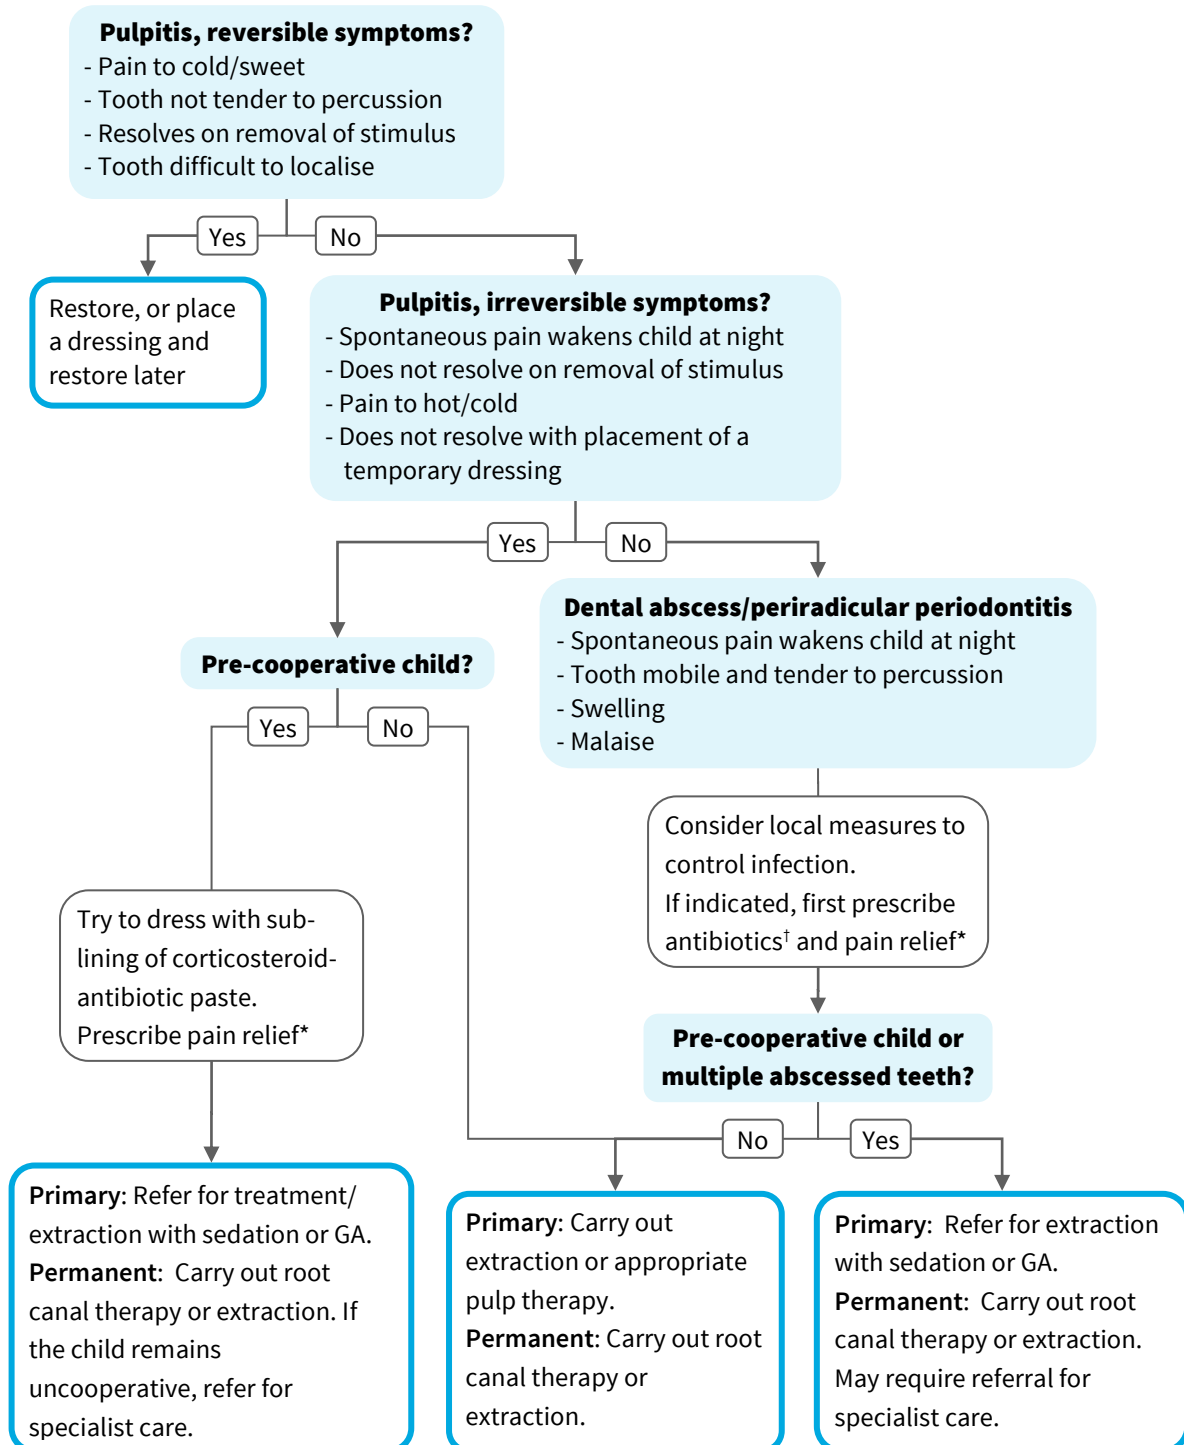 Pulpitis, reversible symptoms?
- Pain to cold/sweet
- Tooth not tender to percussion
- Resolves on removal of stimulus
- Tooth difficult to localise
Yes
No
Restore, or place
a dressing and
restore later
Pulpitis, irreversible symptoms?
- Spontaneous pain wakens child at night
- Does not resolve on removal of stimulus
- Pain to hot/cold
- Does not resolve with placement of a
temporary dressing
Yes
No
Pre-cooperative child?
Yes
No
Dental abscess/periradicular periodontitis
- Spontaneous pain wakens child at night
- Tooth mobile and tender to percussion
- Swelling
- Malaise
Try to dress with sub-
lining of corticosteroid-
antibiotic paste.
Prescribe pain relief*
Consider local measures to
control infection.
If indicated, first prescribe
antibiotics† and pain relief*
Pre-cooperative child or
multiple abscessed teeth?
No
Yes
Primary: Refer for treatment/
extraction with sedation or GA.
Permanent: Carry out root
canal therapy or extraction. If
the child remains
uncooperative, refer for
specialist care.
Primary: Carry out
extraction or appropriate
pulp therapy.
Permanent: Carry out root
canal therapy or
extraction.
Primary: Refer for extraction
with sedation or GA.
Permanent: Carry out root
canal therapy or extraction.
May require referral for
specialist care.